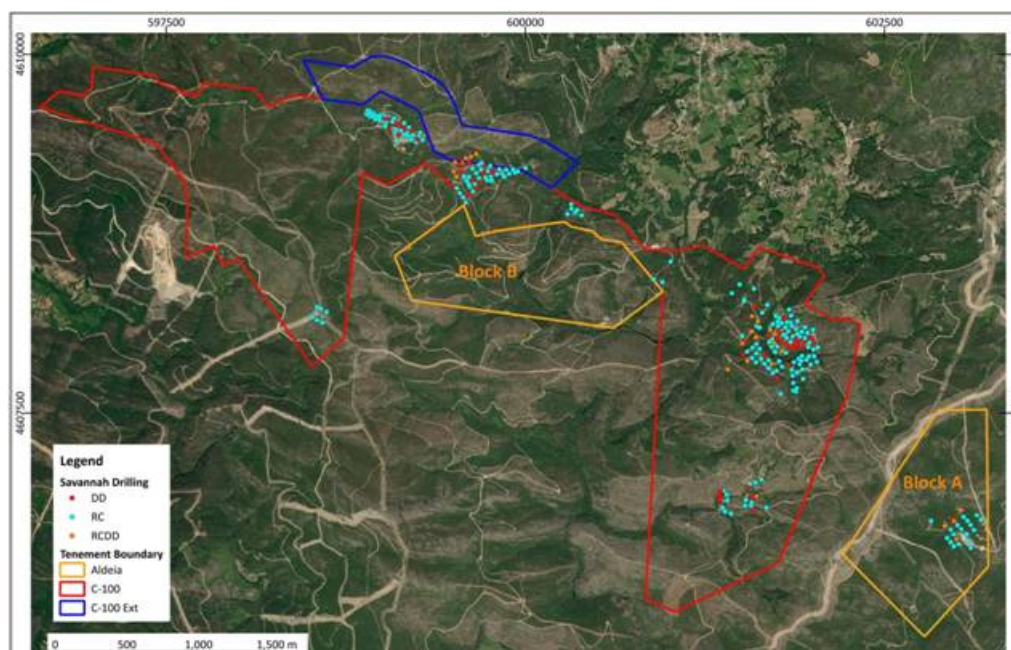 597500 600000 602500
4610000
4607500
Block B
Block A
Legend
Savannah Drilling
DD
RC
RCDD
Tenement Boundary
Aldeia
C-100
C-100 Ext
0 500 1,000 1,500 m